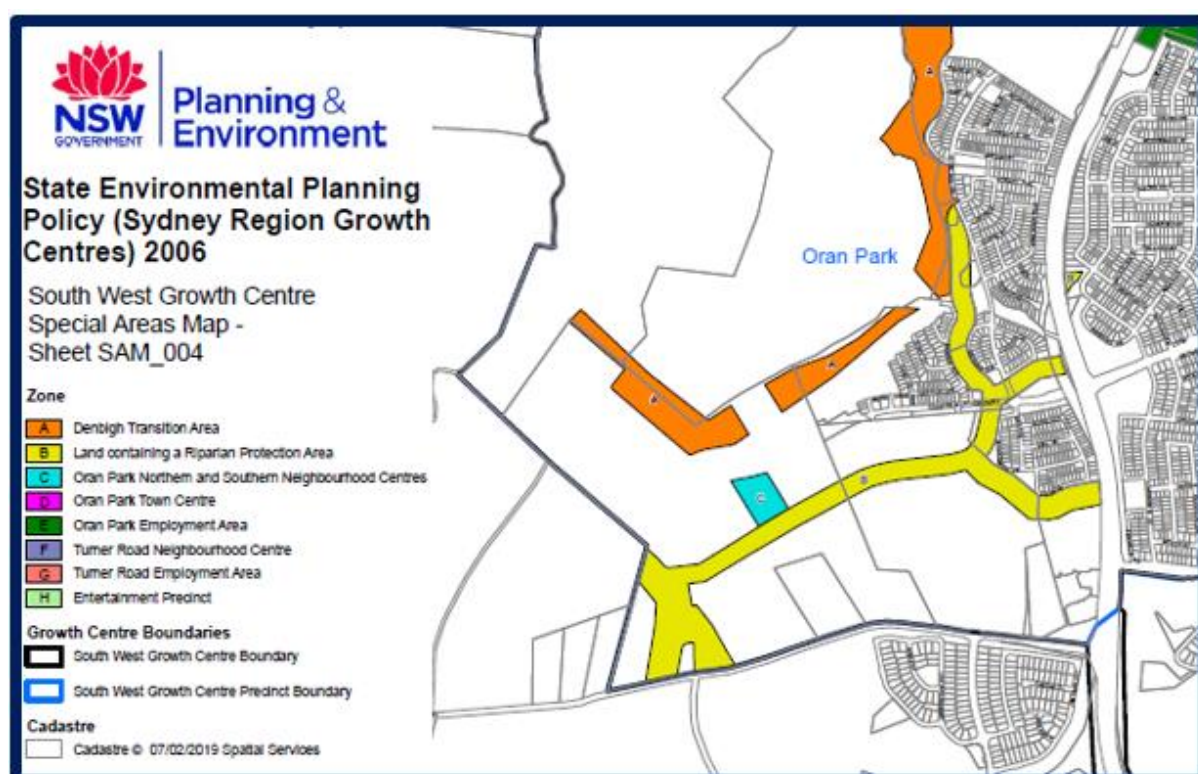 NSW
GOVERNMENT
Planning &
Environment
State Environmental Planning
Policy (Sydney Region Growth
Centres) 2006
South West Growth Centre
Special Areas Map -
Sheet SAM_004
Zone
A Denbigh Transition Area
B Land containing a Riparian Protection Area
C Oran Park Northern and Southern Neighbourhood Centres
D Oran Park Town Centre
E Oran Park Employment Area
F Turner Road Neighbourhood Centre
G Turner Road Employment Area
H Entertainment Precinct
Growth Centre Boundaries
South West Growth Centre Boundary
South West Growth Centre Precinct Boundary
Cadastre
Cadastre © 07/02/2019 Spatial Services
A
Oran Park
A
A
B
C